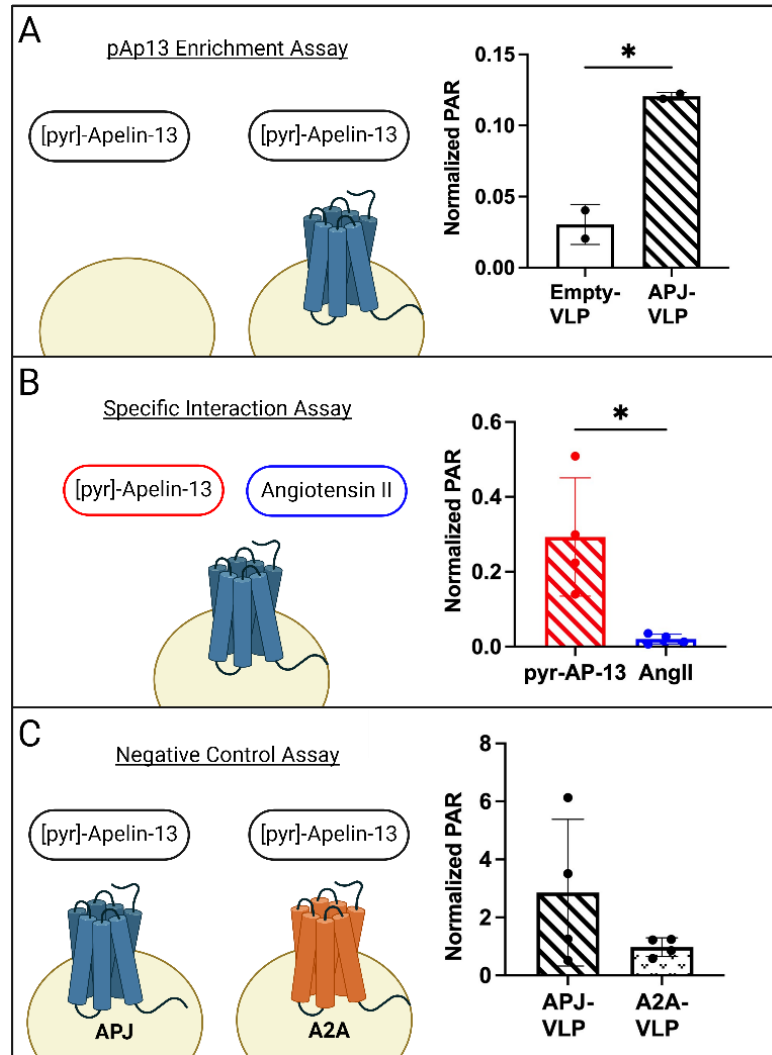 A
pAp13 Enrichment Assay
[pyr]-Apelin-13
[pyr]-Apelin-13
Normalized PAR
0.15
0.10
0.05
0.00
*
Empty-
VLP
APJ-
VLP
B
Specific Interaction Assay
[pyr]-Apelin-13
Angiotensin II
Normalized PAR
0.6
0.4
0.2
0.0
*
pyr-AP-13
AngII
C
Negative Control Assay
[pyr]-Apelin-13
[pyr]-Apelin-13
APJ
A2A
Normalized PAR
8
6
4
2
0
APJ-
VLP
A2A-
VLP